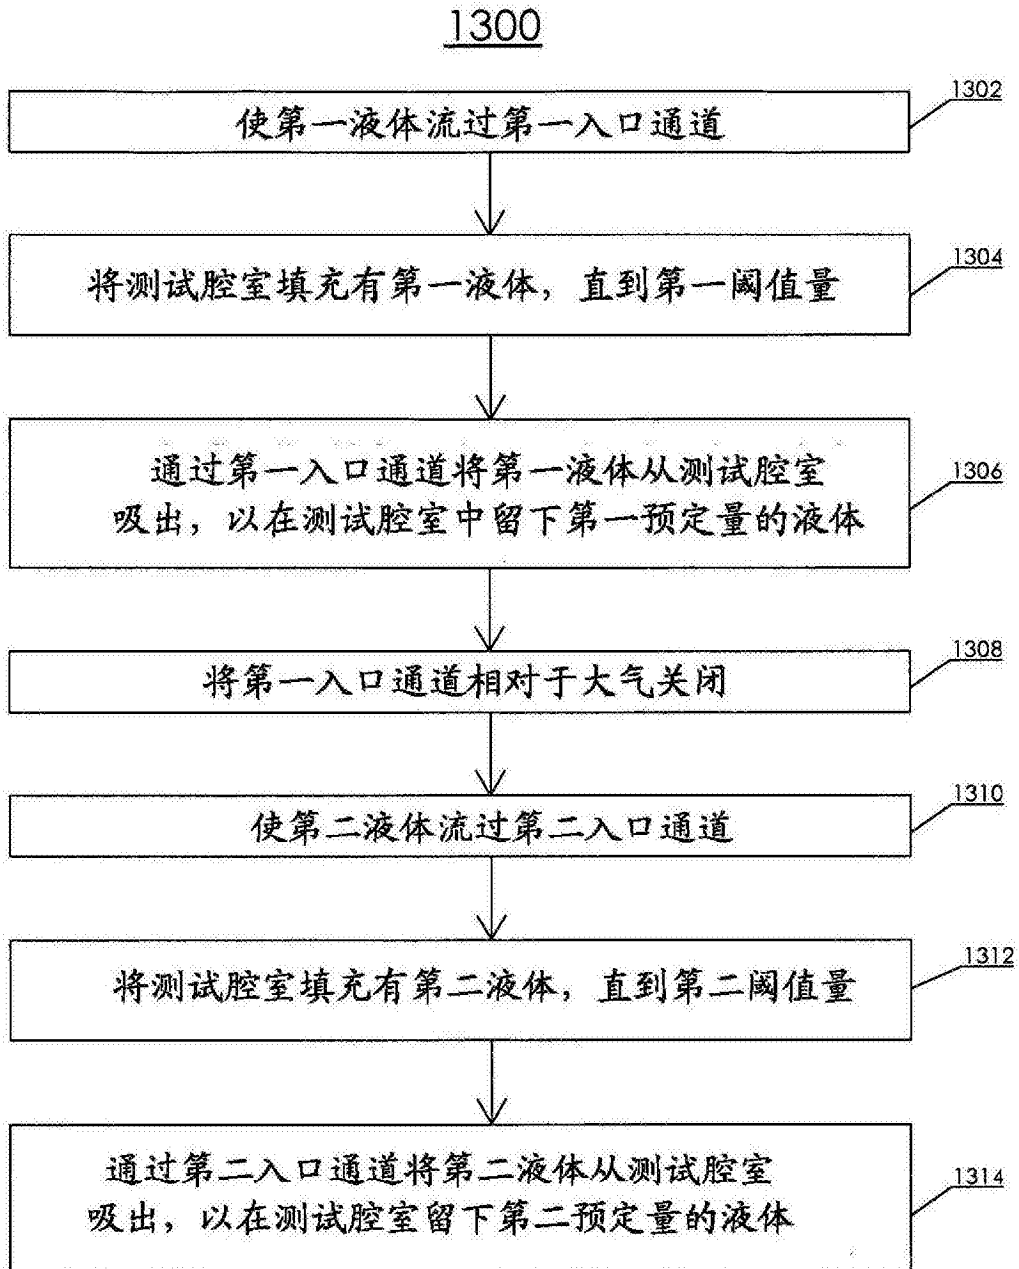 1300
1302
使第一液体流过第一入口通道
1304
将测试腔室填充有第一液体，直到第一阈值量
1306
通过第一入口通道将第一液体从测试腔室
吸出，以在测试腔室中留下第一预定量的液体
1308
将第一入口通道相对于大气关闭
1310
使第二液体流过第二入口通道
1312
将测试腔室填充有第二液体，直到第二阈值量
1314
通过第二入口通道将第二液体从测试腔室
吸出，以在测试腔室留下第二预定量的液体